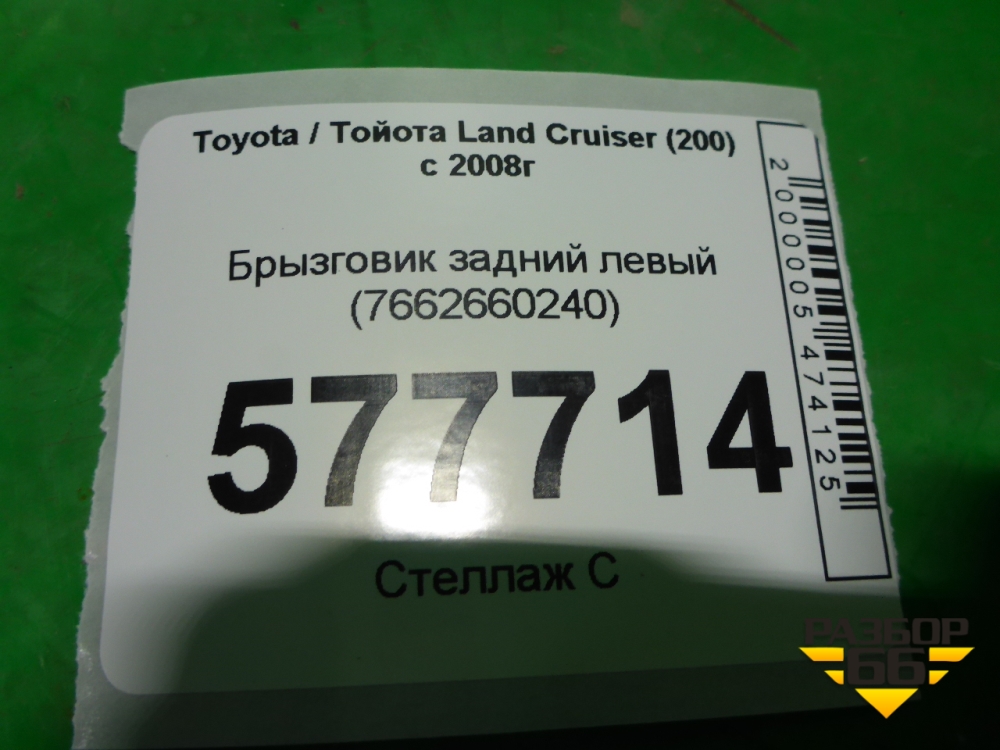 Toyota / Тойота Land Cruiser (200)
с 2008г
Брызговик задний левый
(7662660240)
577714
Стеллаж С
2000005474125
РАЗБОР
66